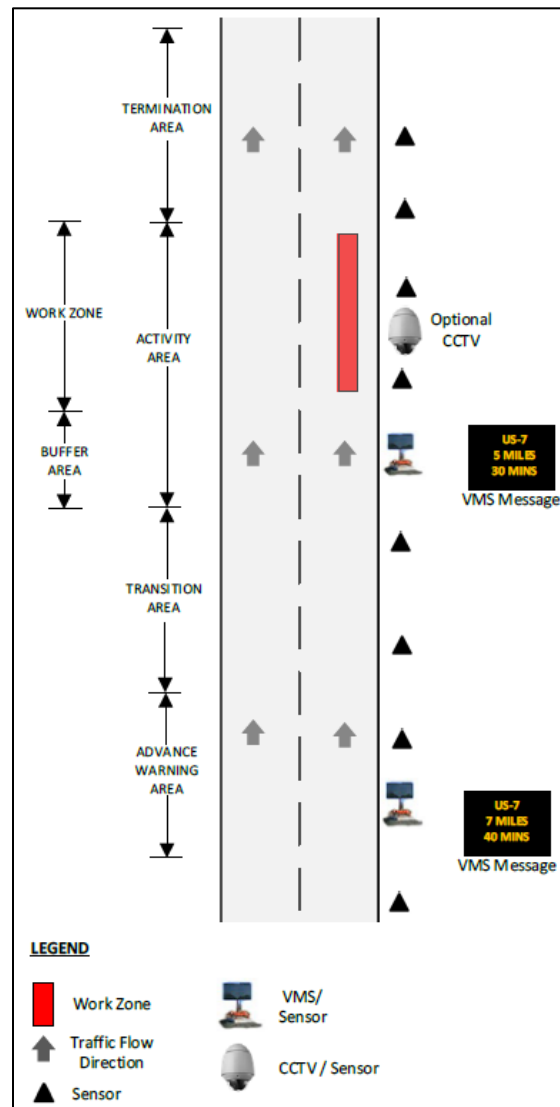 TERMINATION
AREA
WORK ZONE
ACTIVITY
AREA
Optional
CCTV
BUFFER
AREA
US-7
5 MILES
30 MINS
VMS Message
TRANSITION
AREA
ADVANCE
WARNING
AREA
US-7
7 MILES
40 MINS
VMS Message
LEGEND
Work Zone
VMS/
Sensor
Traffic Flow
Direction
CCTV / Sensor
Sensor